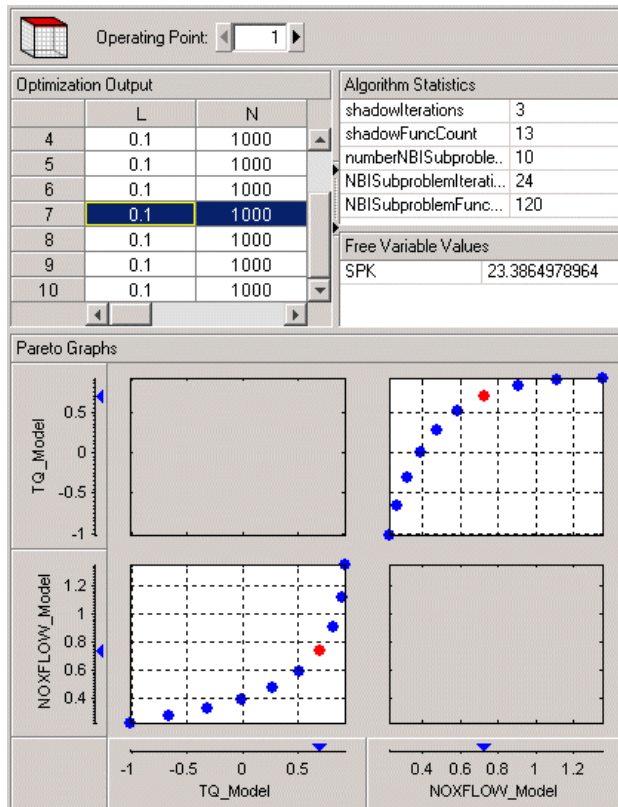 Operating Point: 1
Optimization Output
L N
4 0.1 1000
5 0.1 1000
6 0.1 1000
7 0.1 1000
8 0.1 1000
9 0.1 1000
10 0.1 1000
Algorithm Statistics
shadowIterations 3
shadowFuncCount 13
numberNBISubproble.. 10
NBISubproblemIterati... 24
NBISubproblemFunc... 120
Free Variable Values
SPK 23.3864978964
Pareto Graphs
TQ_Model
0.5
0
-0.5
-1
NOXFLOW_Model
1.2
1
0.8
0.6
0.4
-1 -0.5 0 0.5
TQ_Model
0.4 0.6 0.8 1 1.2
NOXFLOW_Model